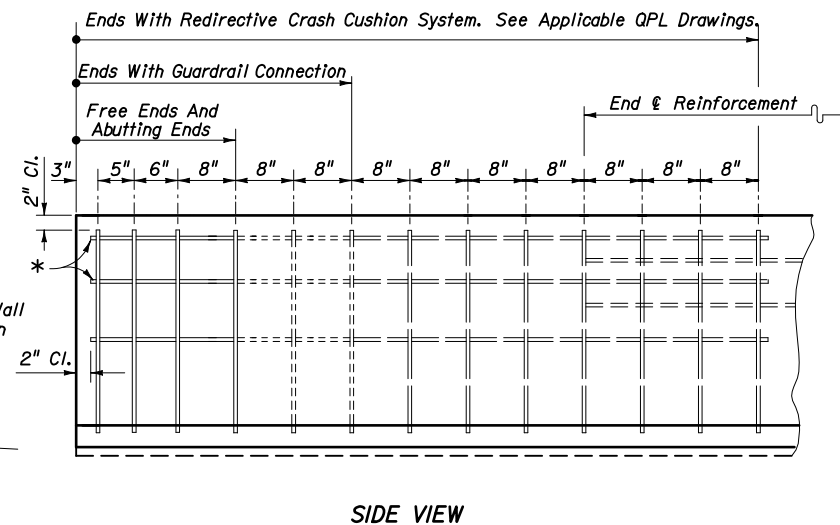 Ends With Redirective Crash Cushion System. See Applicable QPL Drawings.
Ends With Guardrail Connection
Free Ends And
Abutting Ends
End ℄ Reinforcement
2" Cl.
3" 5" 6" 8" 8" 8" 8" 8" 8" 8" 8" 8" 8"
*
2" Cl.
SIDE VIEW